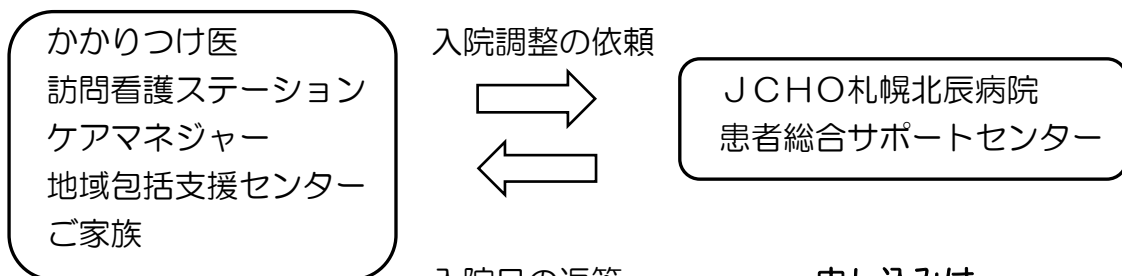 かかりつけ医
訪問看護ステーション
ケアマネジャー
地域包括支援センター
ご家族
入院調整の依頼
ＪＣＨＯ札幌北辰病院
患者総合サポートセンター
入院日の返答
申し込みは